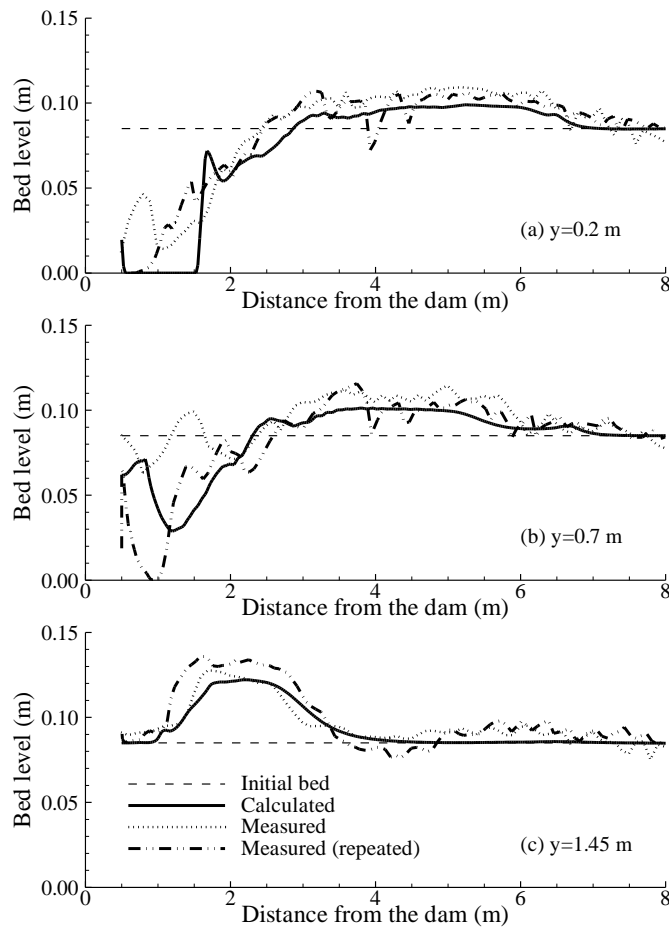 0.15
0.10
0.05
0.00
Bed level (m)
(a) y=0.2 m
0 2 4 6 8
Distance from the dam (m)
0.15
0.10
0.05
0.00
Bed level (m)
(b) y=0.7 m
0 2 4 6 8
Distance from the dam (m)
0.15
0.10
0.05
0.00
Bed level (m)
Initial bed
Calculated
Measured
Measured (repeated)
(c) y=1.45 m
0 2 4 6 8
Distance from the dam (m)